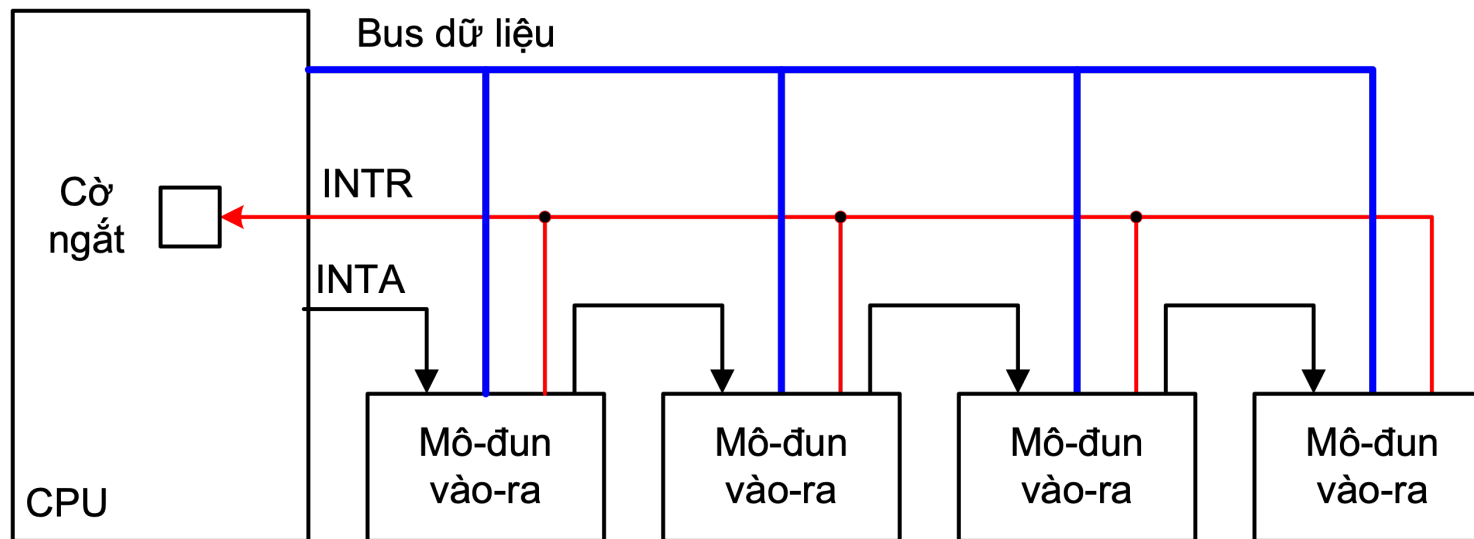 Bus dữ liệu
INTR
Cờ
ngắt
INTA
Mô-đun
vào-ra
Mô-đun
vào-ra
Mô-đun
vào-ra
Mô-đun
vào-ra
CPU